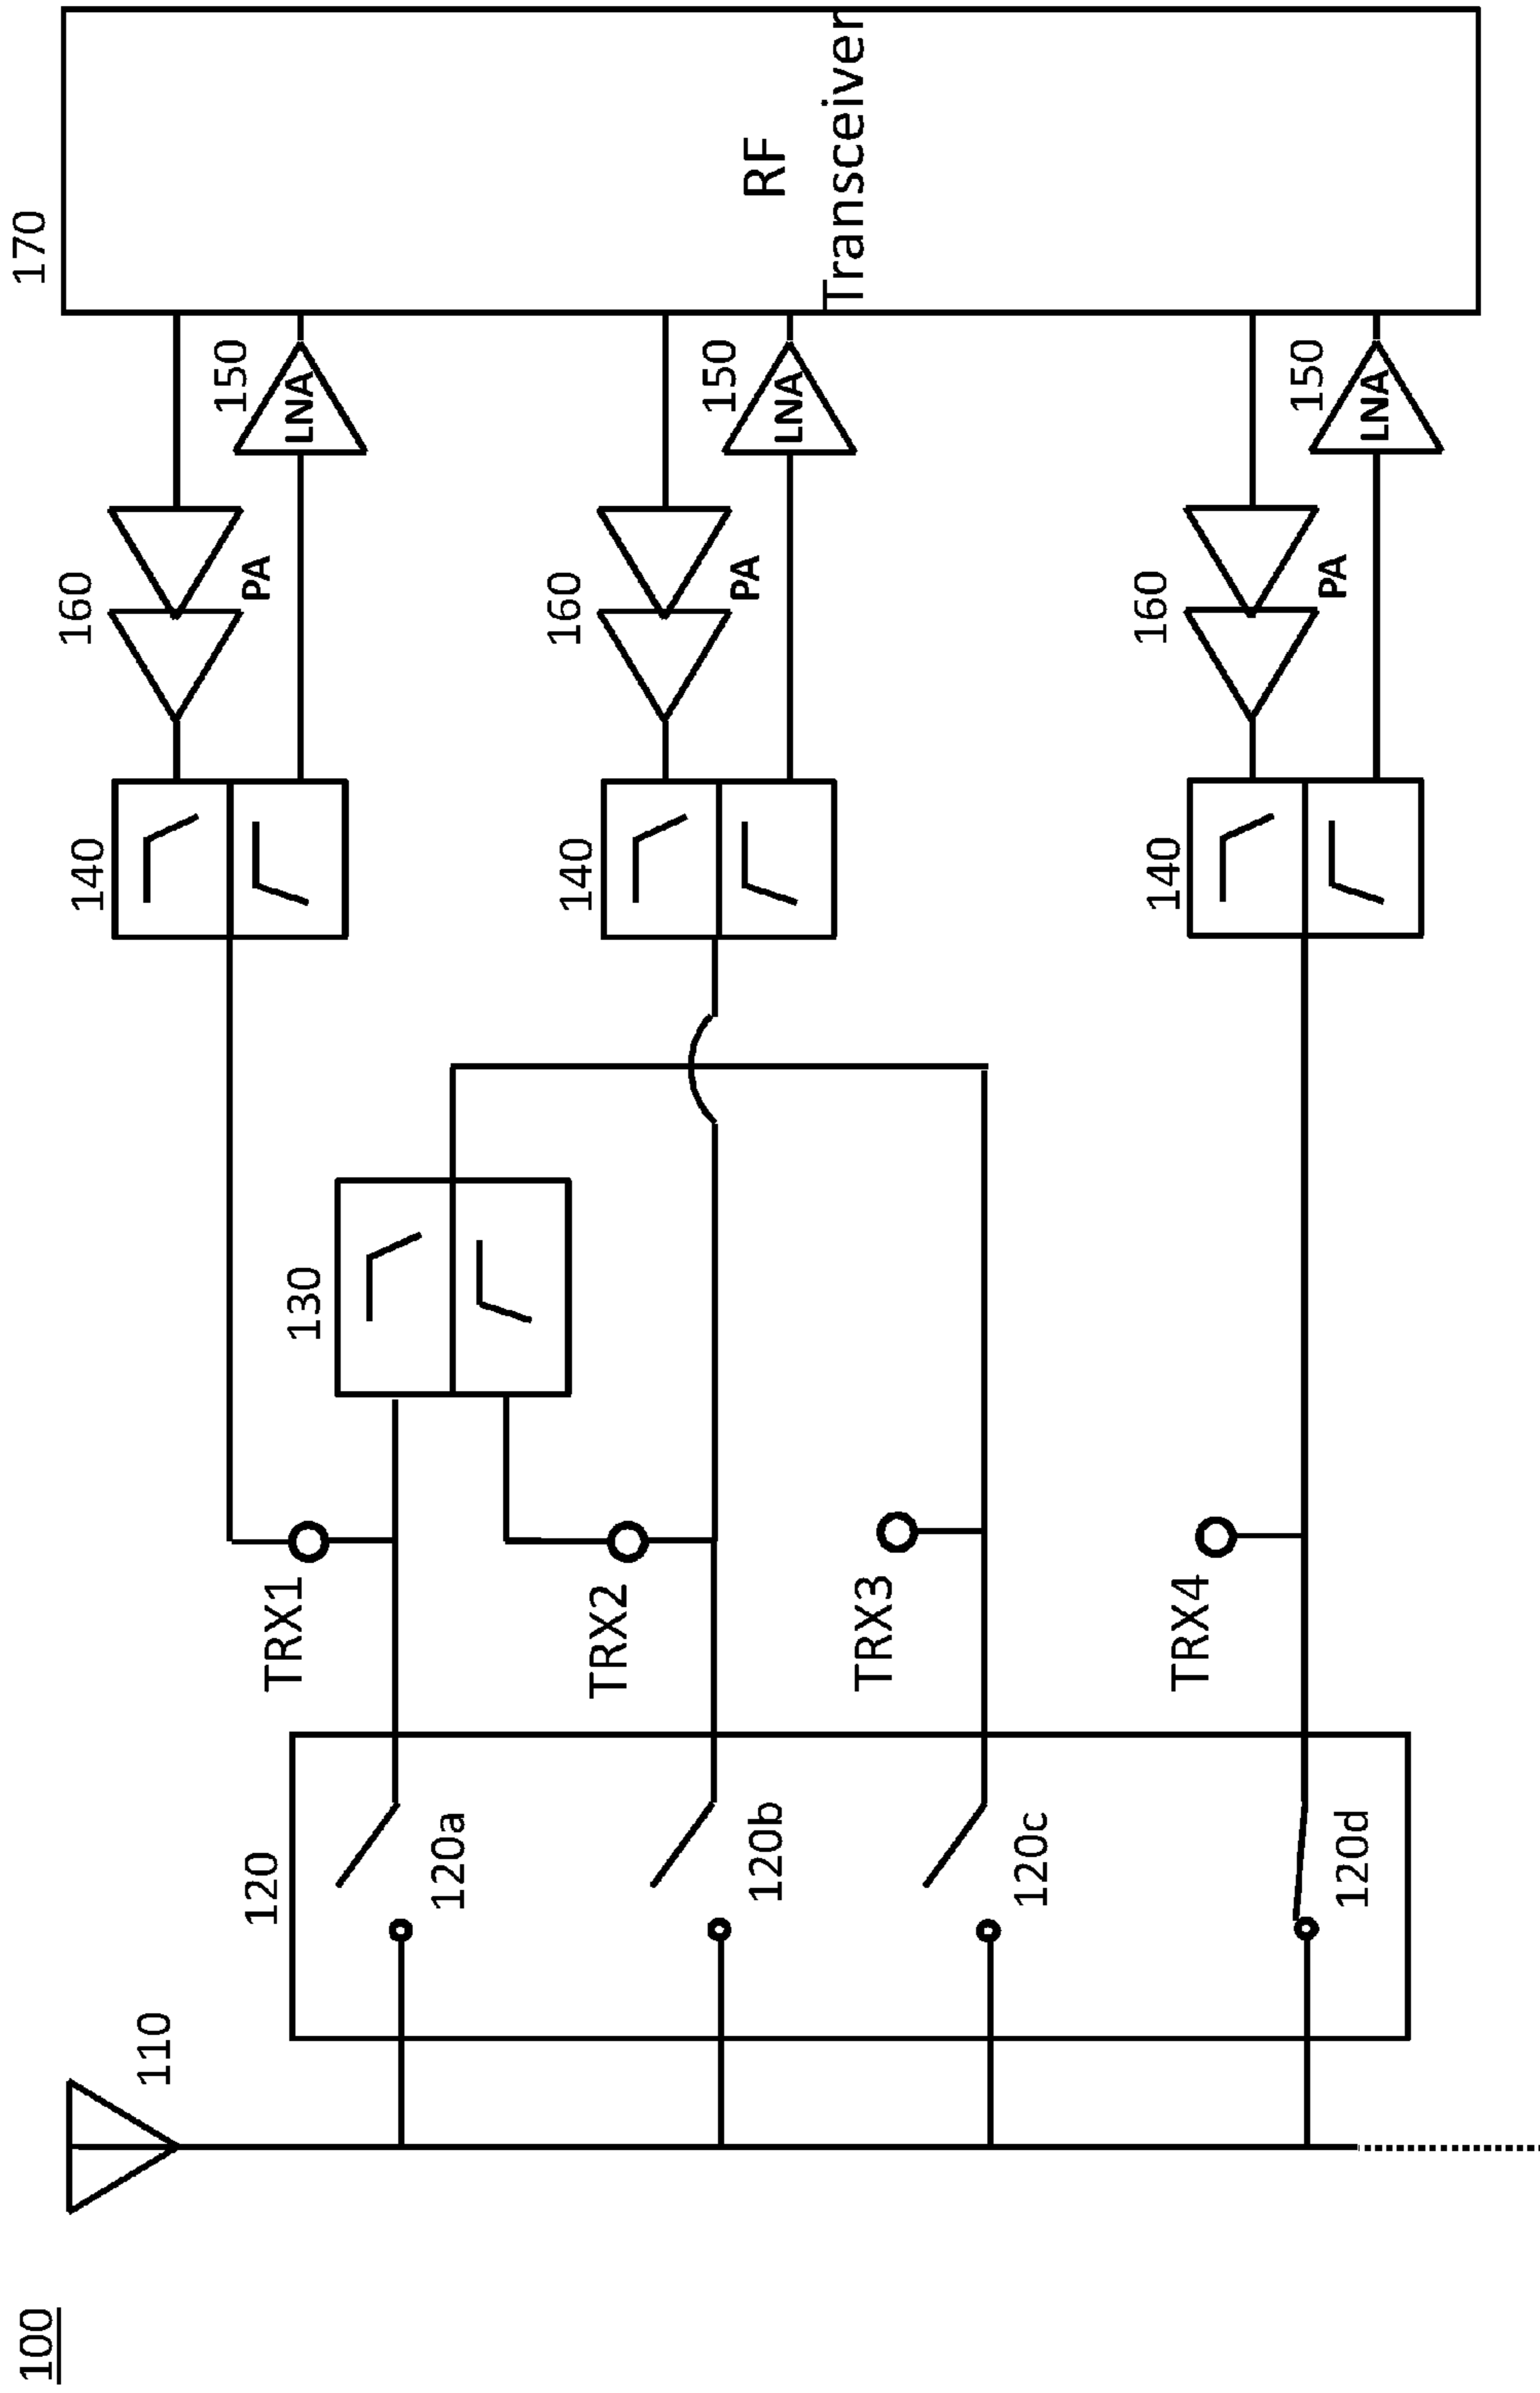 100
110
120
120a
120b
120c
120d
TRX1
TRX2
TRX3
TRX4
130
140
140
140
160
PA
160
PA
160
PA
150
LNA
150
LNA
150
LNA
170
RF
Transceiver